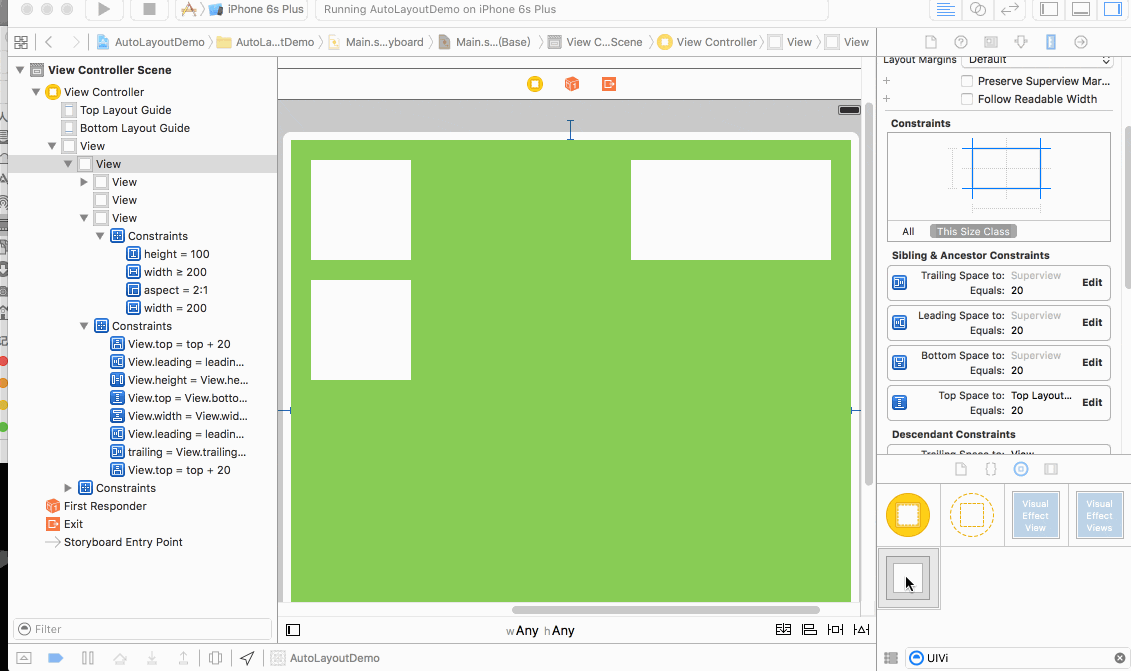 iPhone 6s Plus
Running AutoLayoutDemo on iPhone 6s Plus
AutoLayoutDemo
AutoLa...tDemo
Main.s...yboard
Main.s...(Base)
View C...Scene
View Controller
View
View
View Controller Scene
View Controller
Top Layout Guide
Bottom Layout Guide
View
View
View
View
View
Constraints
height = 100
width ≥ 200
aspect = 2:1
width = 200
Constraints
View.top = top + 20
View.leading = leadin...
View.height = View.he...
View.top = View.botto...
View.width = View.wid...
View.leading = leadin...
trailing = View.trailing...
View.top = top + 20
Constraints
First Responder
Exit
Storyboard Entry Point
Filter
wAny hAny
AutoLayoutDemo
Layout Margins Default
Preserve Superview Mar...
Follow Readable Width
Constraints
All This Size Class
Sibling & Ancestor Constraints
Trailing Space to: Superview
Equals: 20
Edit
Leading Space to: Superview
Equals: 20
Edit
Bottom Space to: Superview
Equals: 20
Edit
Top Space to: Top Layout...
Equals: 20
Edit
Descendant Constraints
Trailing Space to: View
Visual Effect View
Visual Effect Views
UIVi